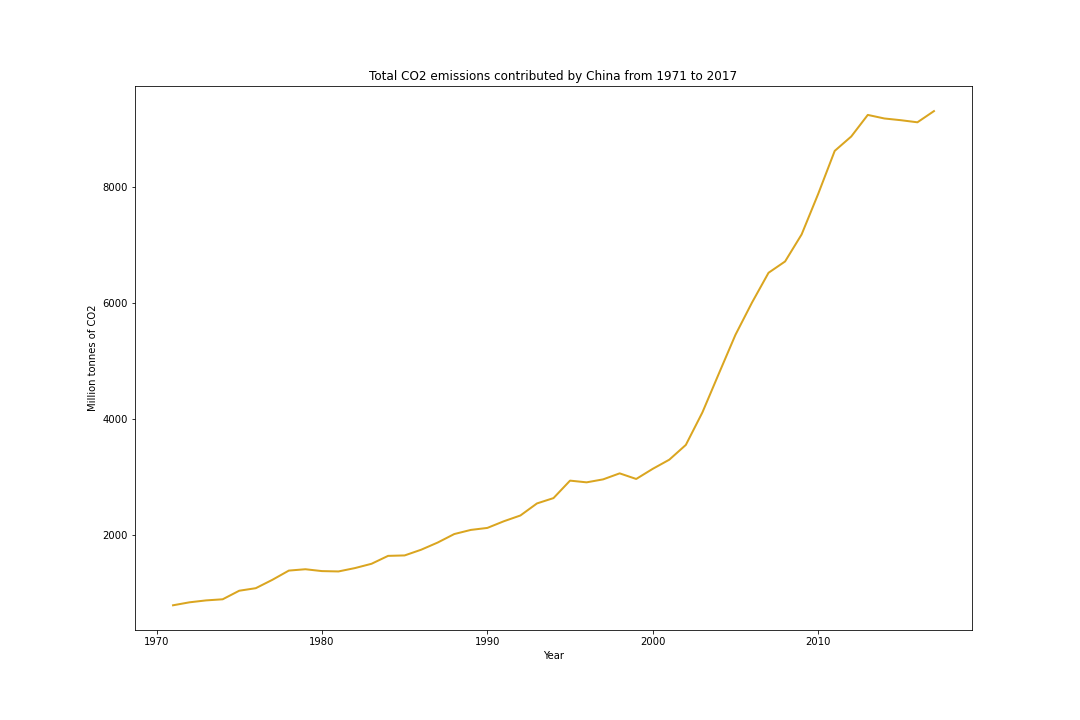 Total CO2 emissions contributed by China from 1971 to 2017
8000
6000
4000
2000
Million tonnes of CO2
1970 1980 1990 2000 2010
Year